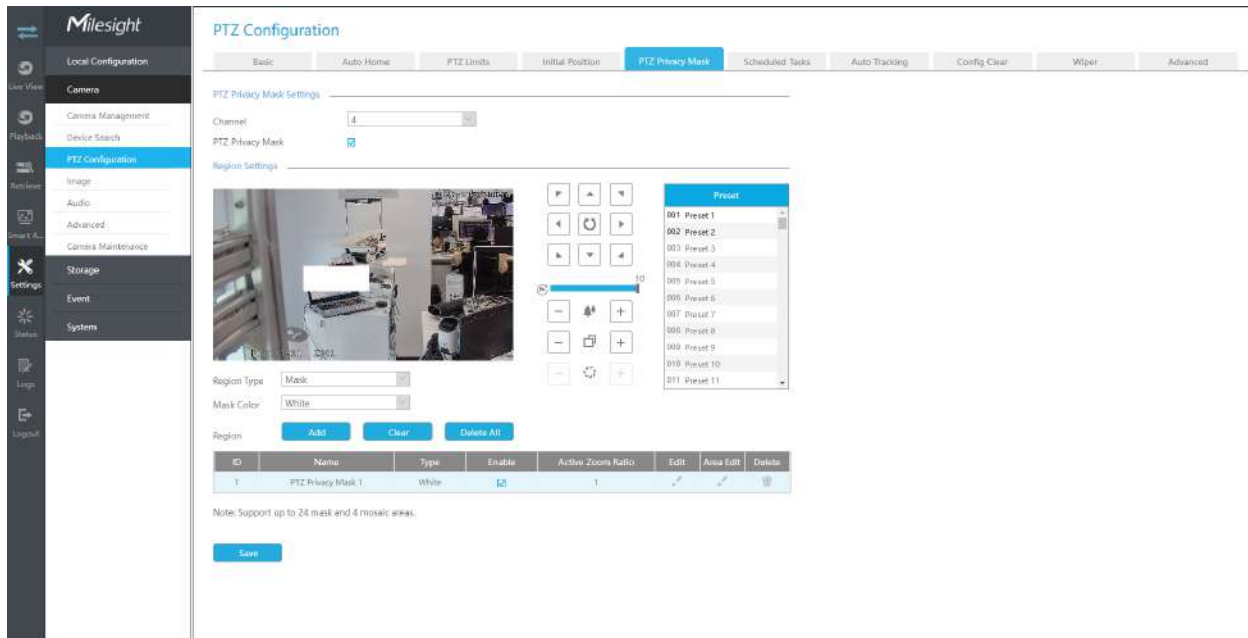 Milesight
Live View
Playback
Retrieve
Smart A...
Settings
Status
Logs
Logout
Local Configuration
Camera
Camera Management
Device Search
PTZ Configuration
Image
Audio
Advanced
Camera Maintenance
Storage
Event
System
PTZ Configuration
Basic Auto Home PTZ Limits Initial Position PTZ Privacy Mask Scheduled Tasks Auto Tracking Config Clear Wiper Advanced
PTZ Privacy Mask Settings
Channel 4
PTZ Privacy Mask
Region Settings
10
Preset
001 Preset 1
002 Preset 2
003 Preset 3
004 Preset 4
005 Preset 5
006 Preset 6
007 Preset 7
008 Preset 8
009 Preset 9
010 Preset 10
011 Preset 11
Region Type Mask
Mask Color White
Region Add Clear Delete All
ID Name Type Enable Active Zoom Ratio Edit Area Edit Delete
1 PTZ Privacy Mask 1 White 1
Note: Support up to 24 mask and 4 mosaic areas.
Save